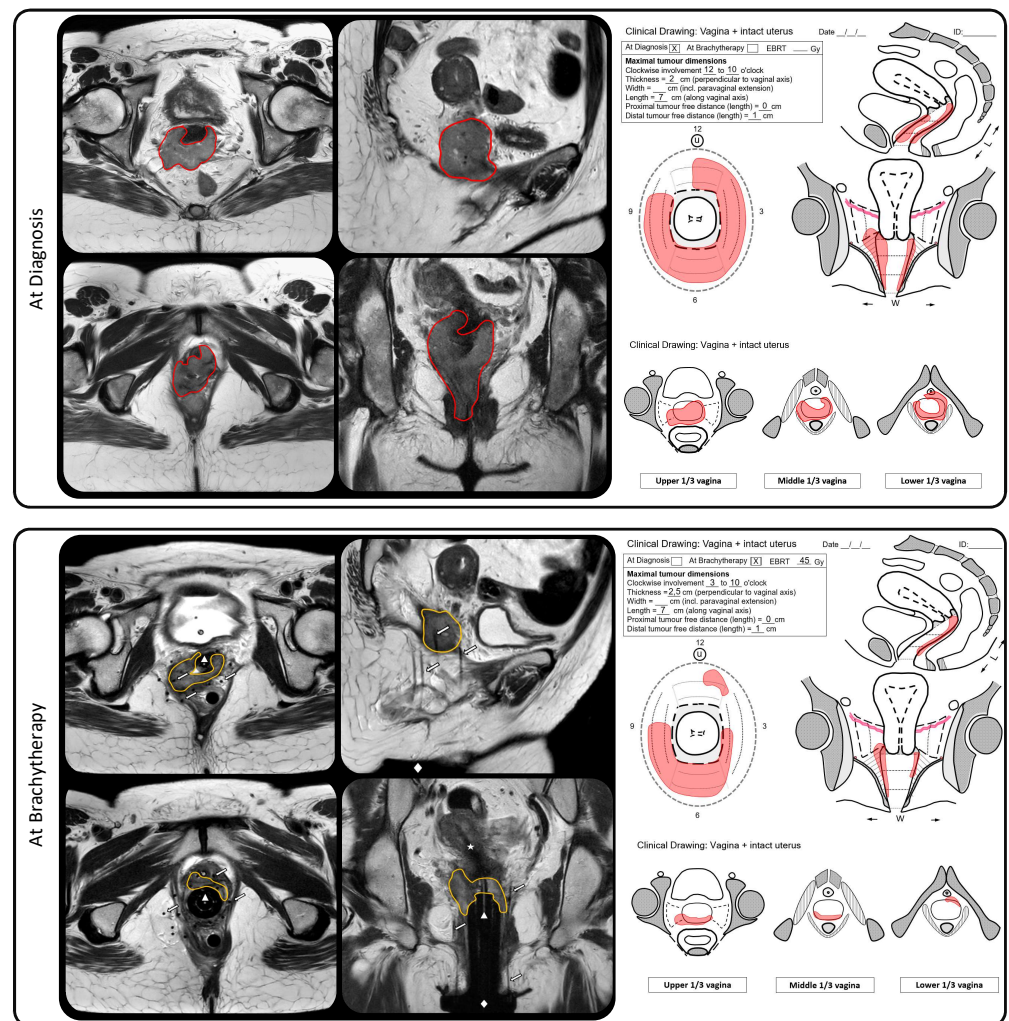 At Diagnosis
Clinical Drawing: Vagina + intact uterus Date __/__/__ ID:________
At Diagnosis X At Brachytherapy EBRT ___ Gy
Maximal tumour dimensions
Clockwise involvement 12 to 10 o'clock
Thickness = 2 cm (perpendicular to vaginal axis)
Width = __ cm (incl. paravaginal extension)
Length = 7 cm (along vaginal axis)
Proximal tumour free distance (length) = 0 cm
Distal tumour free distance (length) = 1 cm
12
u
9
3
6
L
W
Clinical Drawing: Vagina + intact uterus
Upper 1/3 vagina
Middle 1/3 vagina
Lower 1/3 vagina
At Brachytherapy
Clinical Drawing: Vagina + intact uterus Date __/__/__ ID:________
At Diagnosis At Brachytherapy X EBRT 45 Gy
Maximal tumour dimensions
Clockwise involvement 3 to 10 o'clock
Thickness = 2,5 cm (perpendicular to vaginal axis)
Width = __ cm (incl. paravaginal extension)
Length = 7 cm (along vaginal axis)
Proximal tumour free distance (length) = 0 cm
Distal tumour free distance (length) = 1 cm
12
u
9
3
6
L
W
Clinical Drawing: Vagina + intact uterus
Upper 1/3 vagina
Middle 1/3 vagina
Lower 1/3 vagina